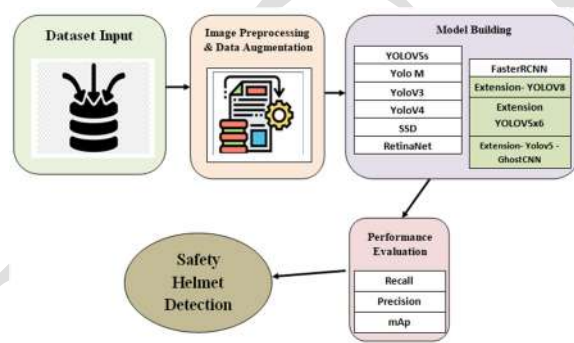 Dataset Input
Image Preprocessing
& Data Augmentation
Model Building
YOLOV5s
Yolo M
YoloV3
YoloV4
SSD
RetinaNet
FasterRCNN
Extension- YOLOV8
Extension
YOLOV5x6
Extension- Yolov5 -
GhostCNN
Performance
Evaluation
Recall
Precision
mAp
Safety
Helmet
Detection